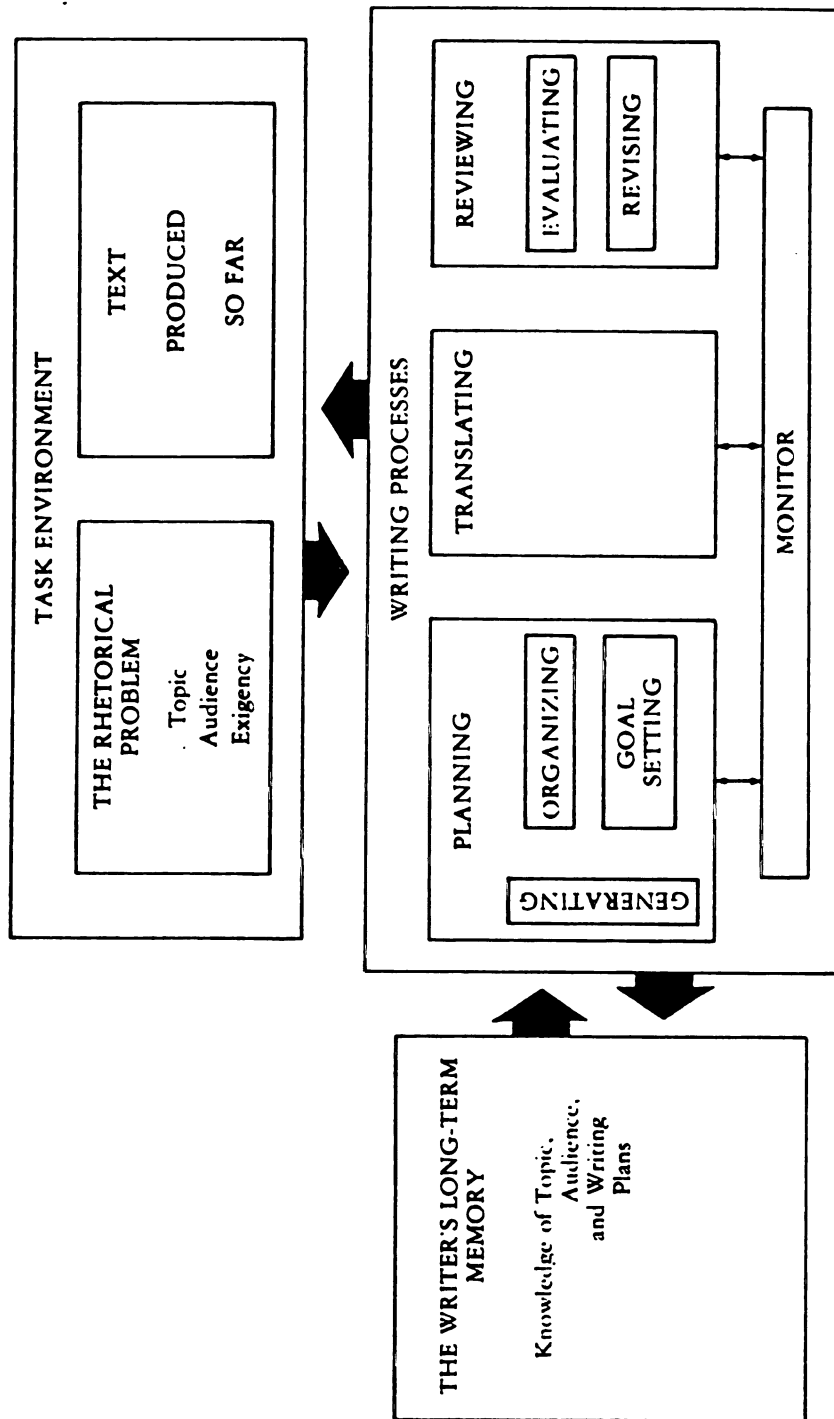 TASK ENVIRONMENT
THE RHETORICAL
PROBLEM
Topic
Audience
Exigency
TEXT
PRODUCED
SO FAR
THE WRITER'S LONG-TERM
MEMORY
Knowledge of Topic,
Audience,
and Writing
Plans
WRITING PROCESSES
PLANNING
GENERATING
ORGANIZING
GOAL
SETTING
TRANSLATING
REVIEWING
EVALUATING
REVISING
MONITOR